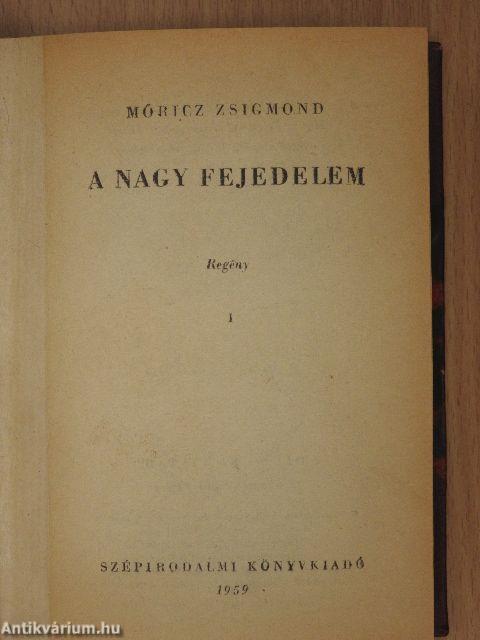 MÓRICZ ZSIGMOND
A NAGY FEJEDELEM
Regény
I
SZÉPIRODALMI KÖNYVKIADÓ
1959
Antikvárium.hu